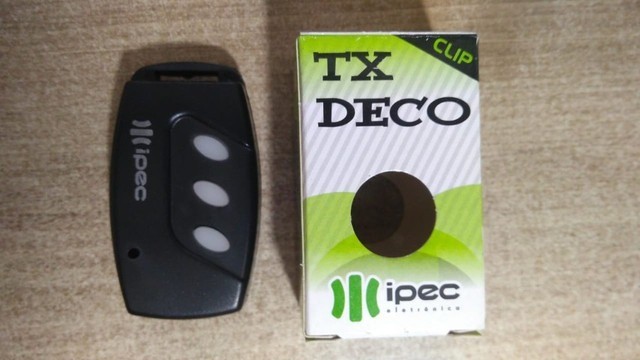 ipec
CLIP
TX
DECO
ipec
eletrônica